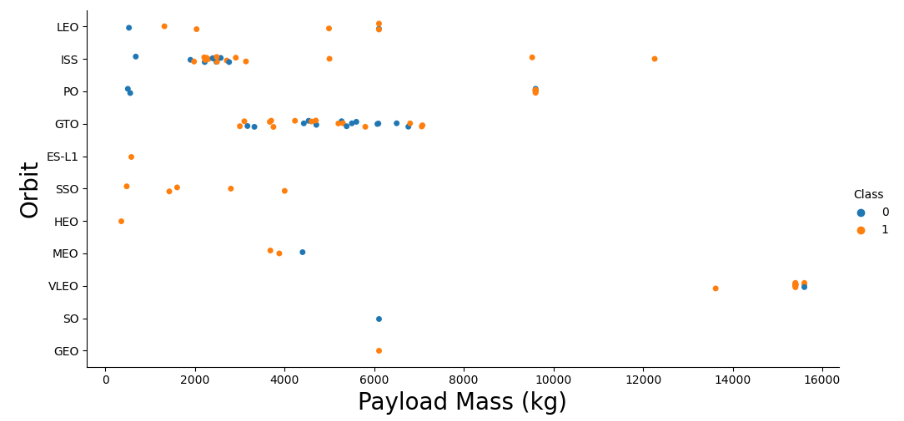 LEO
ISS
PO
GTO
ES-L1
SSO
HEO
MEO
VLEO
SO
GEO
Orbit
0 2000 4000 6000 8000 10000 12000 14000 16000
Payload Mass (kg)
Class
0
1